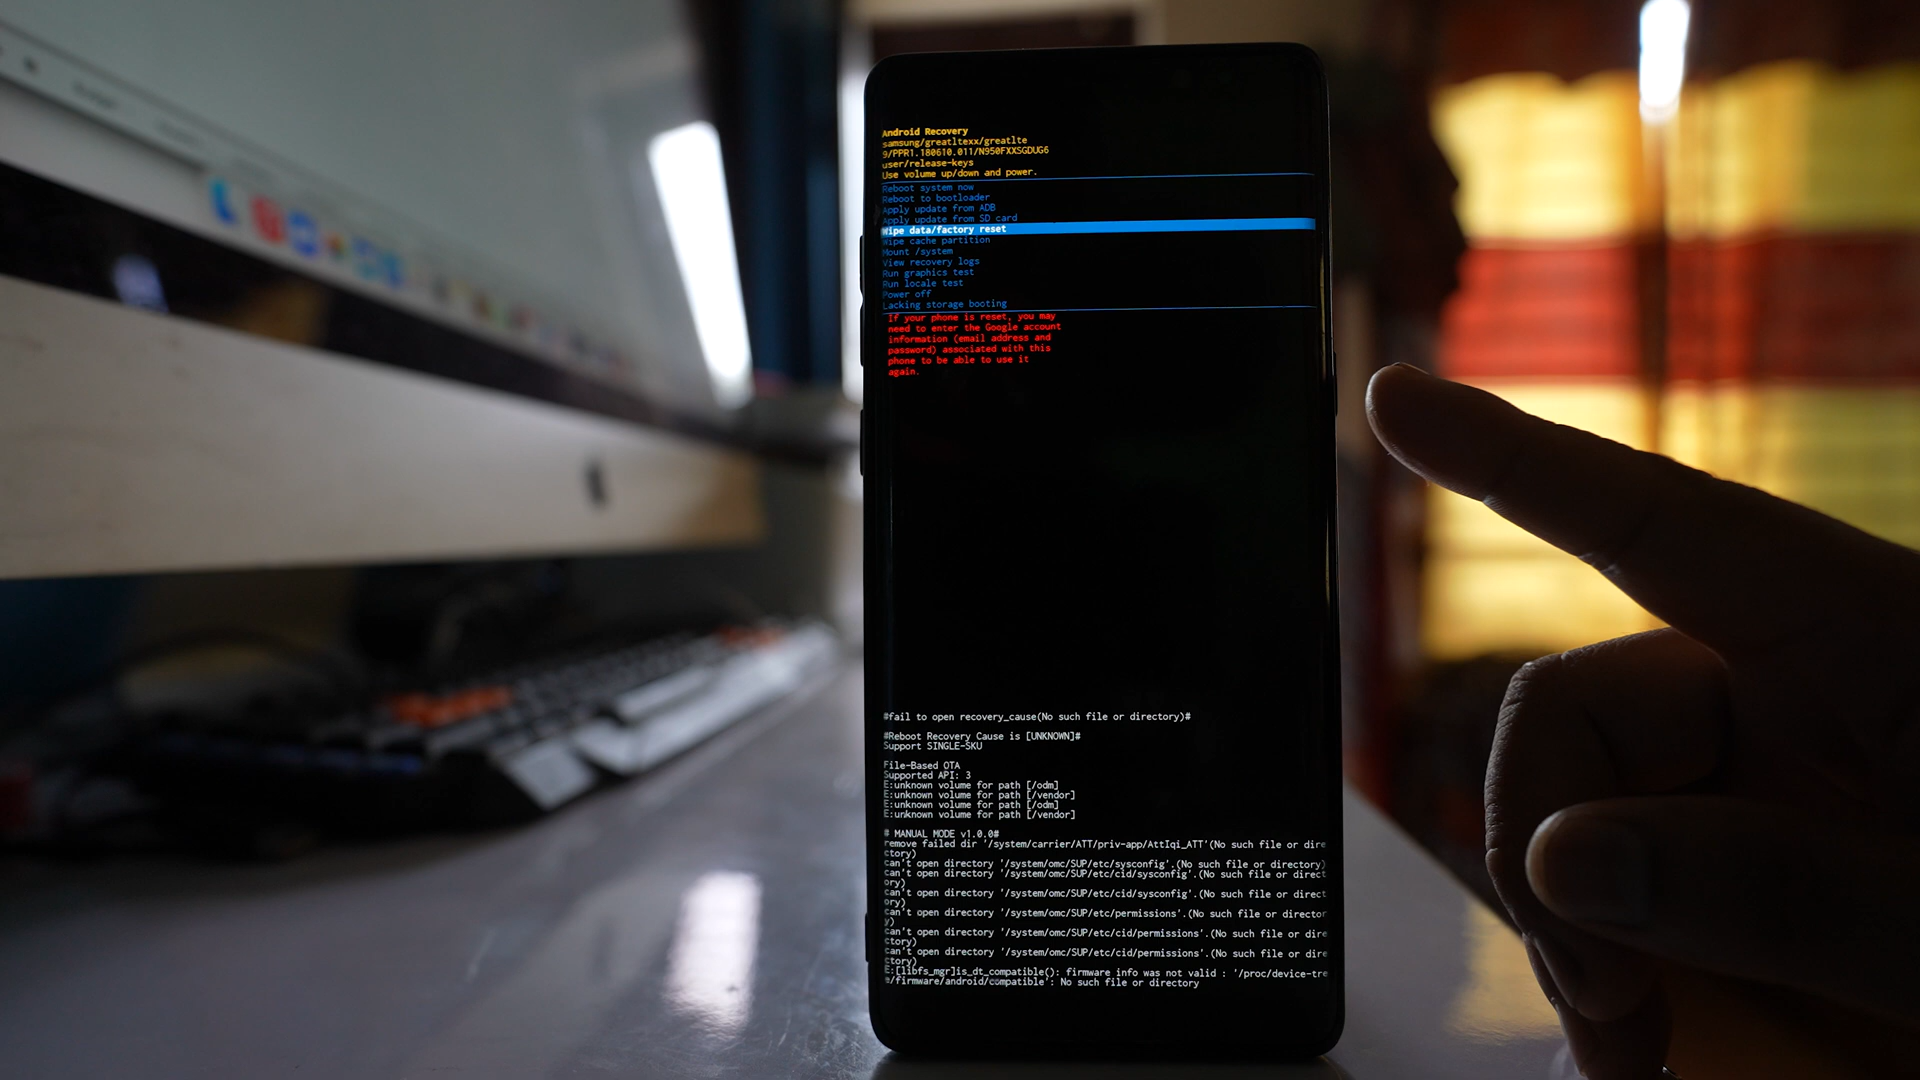 Android Recovery
samsung/greatltexx/greatlte
9/PPR1.180610.011/N950FXXSGDUG6
user/release-keys
Use volume up/down and power.
Reboot system now
Reboot to bootloader
Apply update from ADB
Apply update from SD card
Wipe data/factory reset
Wipe cache partition
Mount /system
View recovery logs
Run graphics test
Run locale test
Power off
Lacking storage booting
If your phone is reset, you may
need to enter the Google account
information (email address and
password) associated with this
phone to be able to use it
again.
#fail to open recovery_cause(No such file or directory)#
#Reboot Recovery Cause is [UNKNOWN]#
Support SINGLE-SKU
File-Based OTA
Supported API: 3
E:unknown volume for path [/odm]
E:unknown volume for path [/vendor]
E:unknown volume for path [/odm]
E:unknown volume for path [/vendor]
# MANUAL MODE v1.0.0#
remove failed dir '/system/carrier/ATT/priv-app/AttIqi_ATT'(No such file or dire
ctory)
can't open directory '/system/omc/SUP/etc/sysconfig'.(No such file or directory)
can't open directory '/system/omc/SUP/etc/cid/sysconfig'.(No such file or direct
ory)
can't open directory '/system/omc/SUP/etc/cid/sysconfig'.(No such file or direct
ory)
can't open directory '/system/omc/SUP/etc/permissions'.(No such file or director
y)
can't open directory '/system/omc/SUP/etc/cid/permissions'.(No such file or dire
ctory)
can't open directory '/system/omc/SUP/etc/cid/permissions'.(No such file or dire
ctory)
E:[libfs_mgr]is_dt_compatible(): firmware info was not valid : '/proc/device-tre
e/firmware/android/compatible': No such file or directory